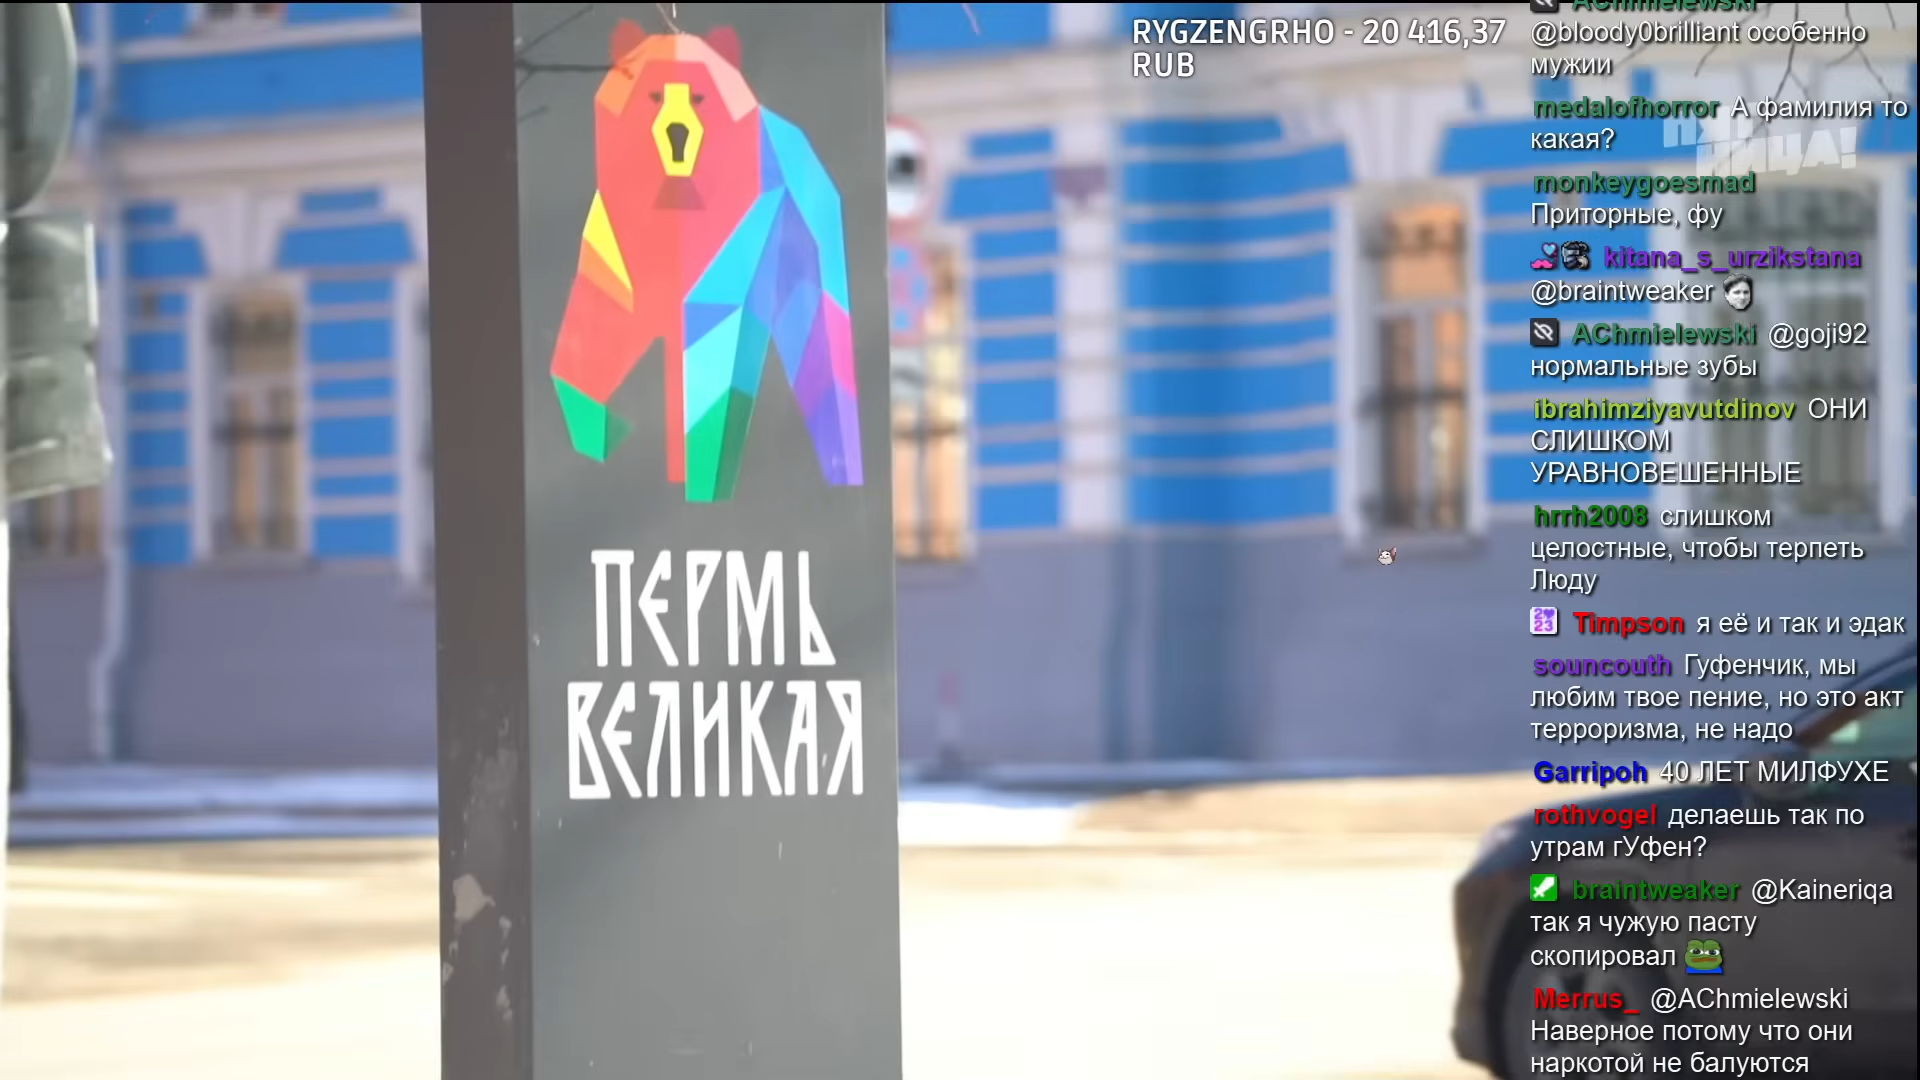 RYGZENGRHO - 20 416,37
RUB
ПЕРМЬ
ВЕЛИКАЯ
AChmielewski
@bloody0brilliant особенно
мужии
medalofhorror А фамилия то
какая?
monkeygoesmad
Приторные, фу
kitana_s_urzikstana
@braintweaker
AChmielewski @goji92
нормальные зубы
ibrahimziyavutdinov ОНИ
СЛИШКОМ
УРАВНОВЕШЕННЫЕ
hrrh2008 слишком
целостные, чтобы терпеть
Люду
Timpson я её и так и эдак
souncouth Гуфенчик, мы
любим твое пение, но это акт
терроризма, не надо
Garripoh 40 ЛЕТ МИЛФУХЕ
rothvogel делаешь так по
утрам гУфен?
braintweaker @Kaineriqa
так я чужую пасту
скопировал
Merrus_ @AChmielewski
Наверное потому что они
наркотой не балуются